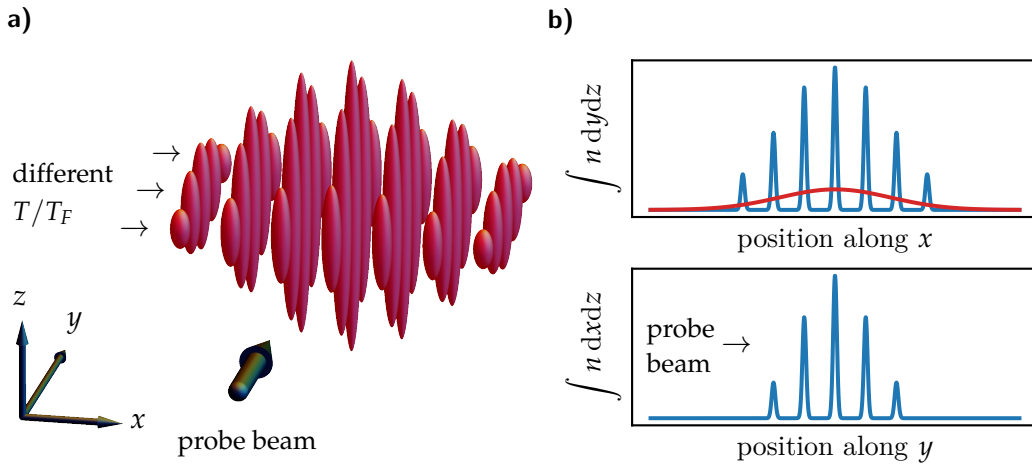 a)
different
T/T_F
→
→
→
z
y
x
probe beam
b)
∫ n dydz
position along x
∫ n dxdz
probe
beam →
position along y